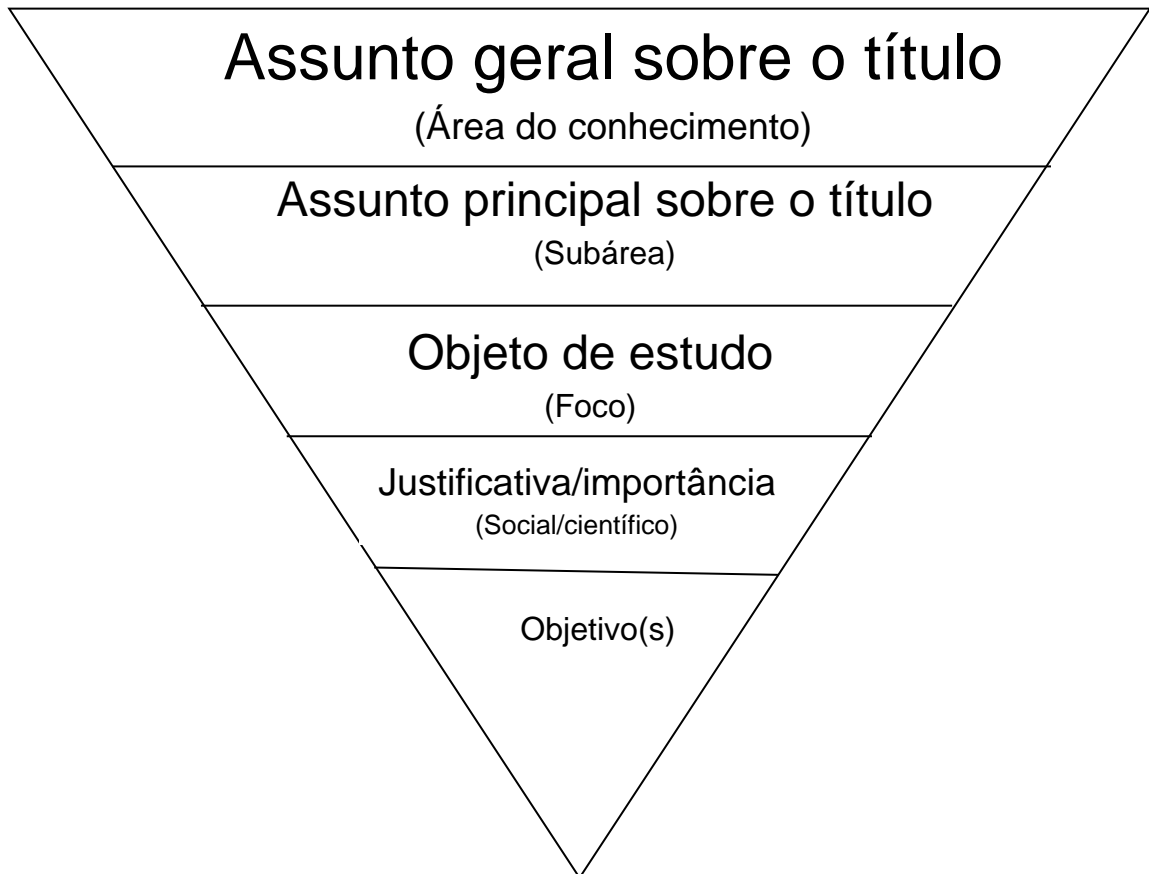 Assunto geral sobre o título
(Área do conhecimento)
Assunto principal sobre o título
(Subárea)
Objeto de estudo
(Foco)
Justificativa/importância
(Social/científico)
Objetivo(s)